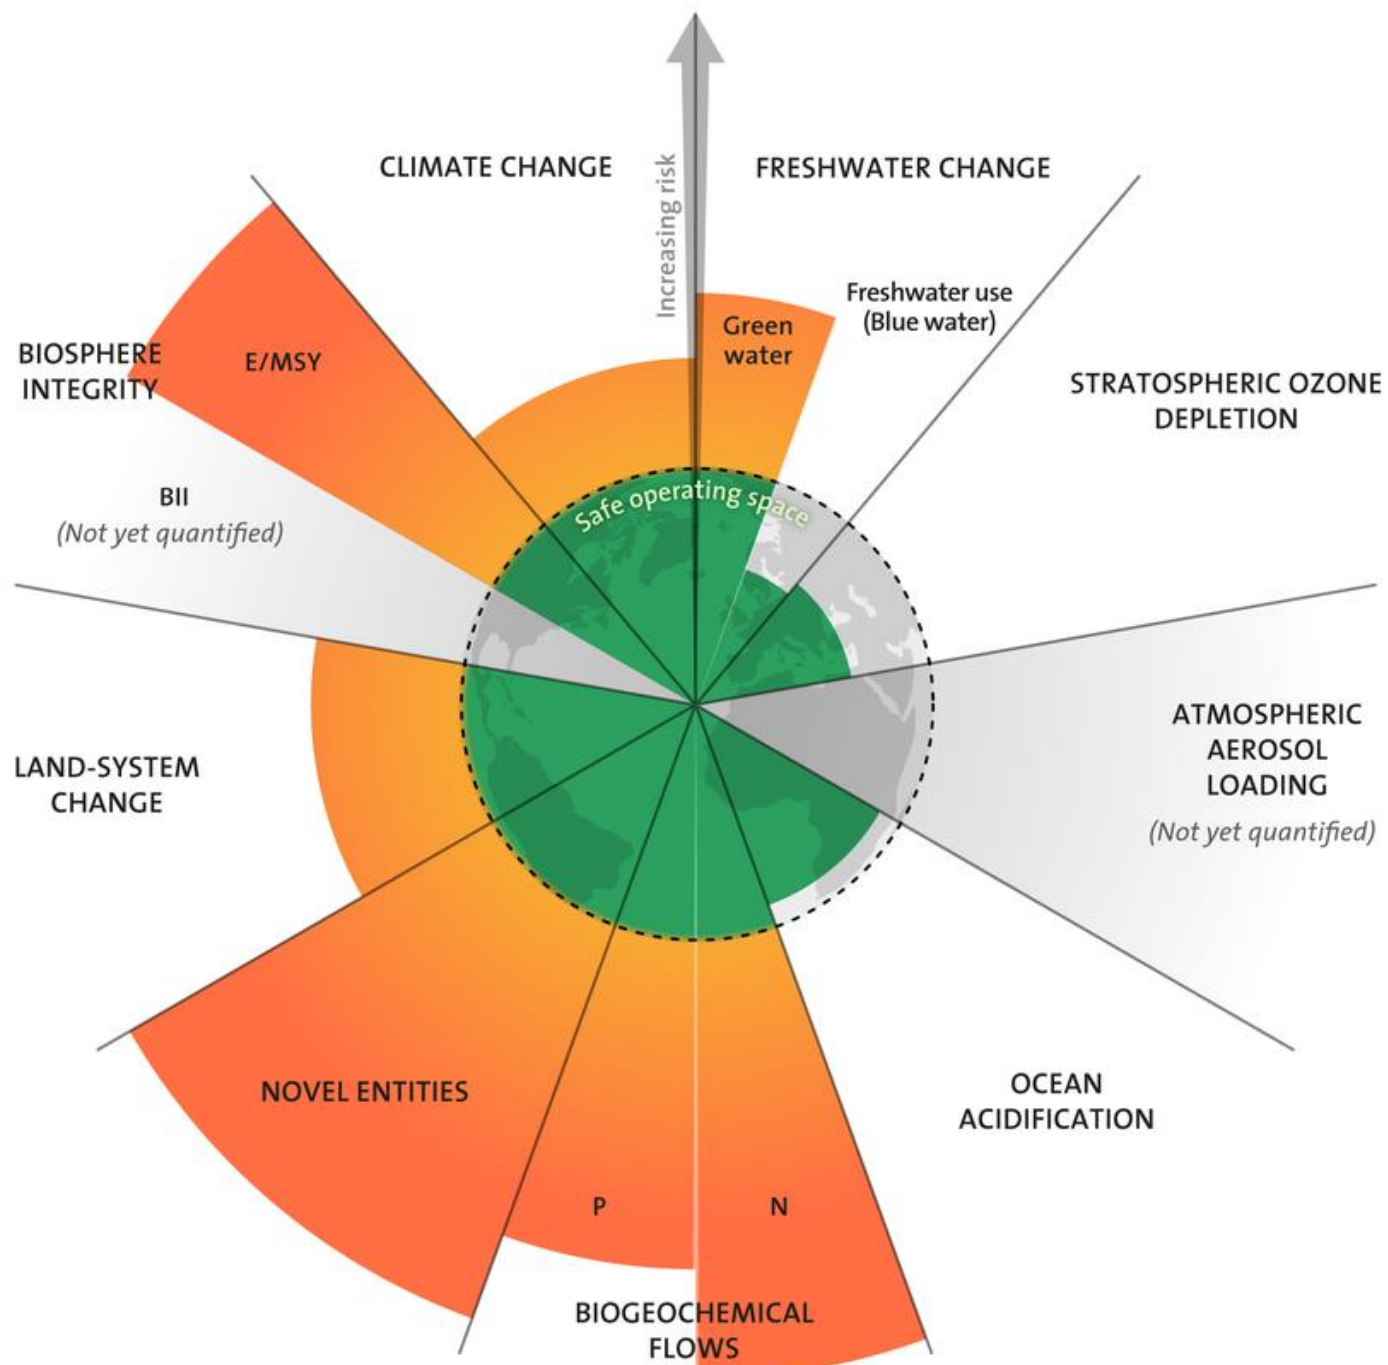 CLIMATE CHANGE
Increasing risk
FRESHWATER CHANGE
Green
water
Freshwater use
(Blue water)
STRATOSPHERIC OZONE
DEPLETION
BIOSPHERE
INTEGRITY
E/MSY
BII
(Not yet quantified)
Safe operating space
ATMOSPHERIC
AEROSOL
LOADING
(Not yet quantified)
LAND-SYSTEM
CHANGE
OCEAN
ACIDIFICATION
NOVEL ENTITIES
P
N
BIOGEOCHEMICAL
FLOWS